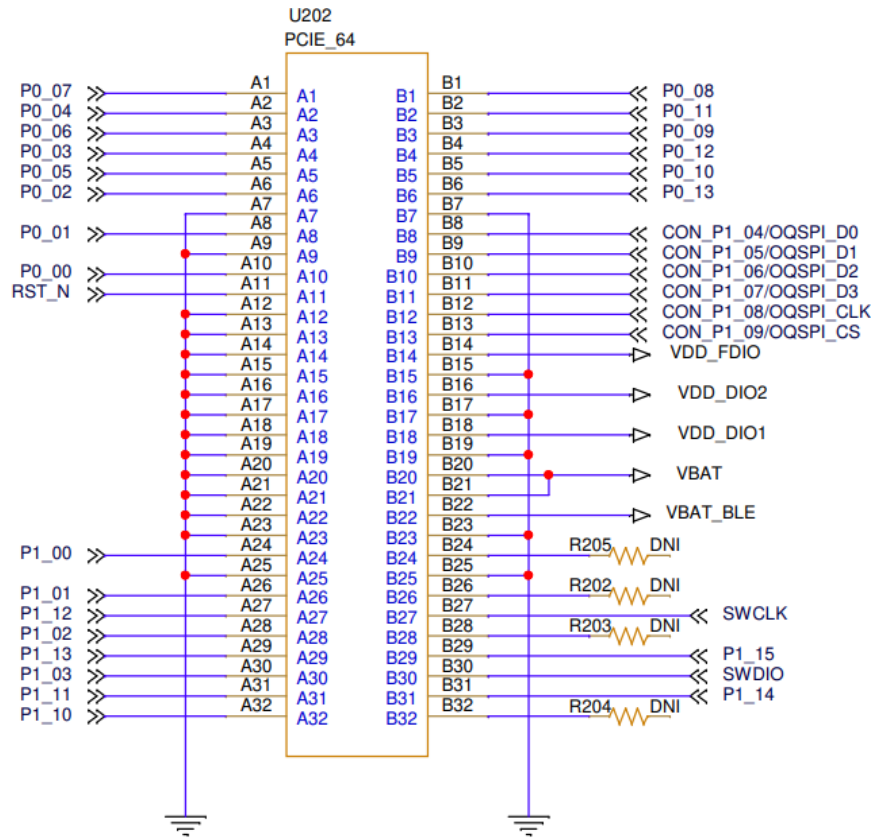 U202
PCIE_64
P0_07 A1 A1 B1 B1 P0_08
P0_04 A2 A2 B2 B2 P0_11
P0_06 A3 A3 B3 B3 P0_09
P0_03 A4 A4 B4 B4 P0_12
P0_05 A5 A5 B5 B5 P0_10
P0_02 A6 A6 B6 B6 P0_13
A7 A7 B7 B7
P0_01 A8 A8 B8 B8 CON_P1_04/OQSPI_D0
A9 A9 B9 B9 CON_P1_05/OQSPI_D1
P0_00 A10 A10 B10 B10 CON_P1_06/OQSPI_D2
RST_N A11 A11 B11 B11 CON_P1_07/OQSPI_D3
A12 A12 B12 B12 CON_P1_08/OQSPI_CLK
A13 A13 B13 B13 CON_P1_09/OQSPI_CS
A14 A14 B14 B14 VDD_FDIO
A15 A15 B15 B15
A16 A16 B16 B16 VDD_DIO2
A17 A17 B17 B17
A18 A18 B18 B18 VDD_DIO1
A19 A19 B19 B19
A20 A20 B20 B20 VBAT
A21 A21 B21 B21
A22 A22 B22 B22 VBAT_BLE
A23 A23 B23 B23
P1_00 A24 A24 B24 B24 R205 DNI
A25 A25 B25 B25
P1_01 A26 A26 B26 B26 R202 DNI
P1_12 A27 A27 B27 B27 SWCLK
P1_02 A28 A28 B28 B28 R203 DNI
P1_13 A29 A29 B29 B29 P1_15
P1_03 A30 A30 B30 B30 SWDIO
P1_11 A31 A31 B31 B31 P1_14
P1_10 A32 A32 B32 B32 R204 DNI